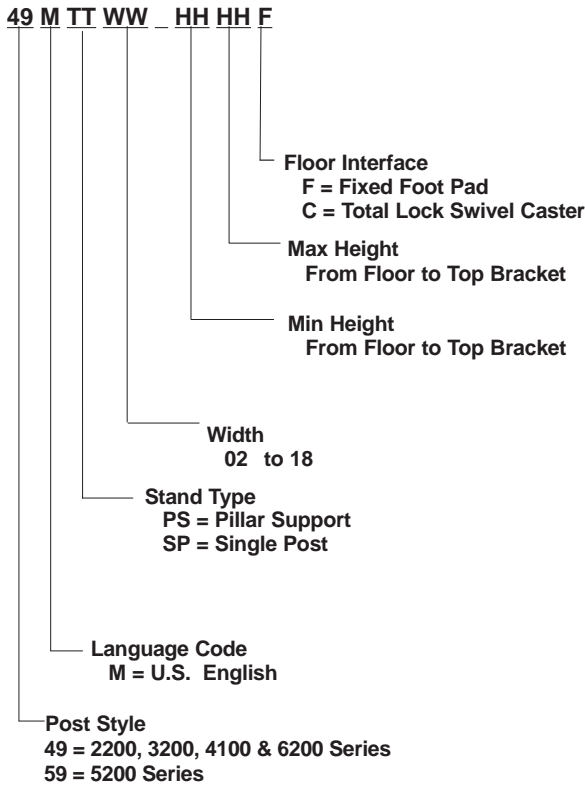 49 M TT WW _ HH HH F
Floor Interface
F = Fixed Foot Pad
C = Total Lock Swivel Caster
Max Height
From Floor to Top Bracket
Min Height
From Floor to Top Bracket
Width
02 to 18
Stand Type
PS = Pillar Support
SP = Single Post
Language Code
M = U.S. English
Post Style
49 = 2200, 3200, 4100 & 6200 Series
59 = 5200 Series